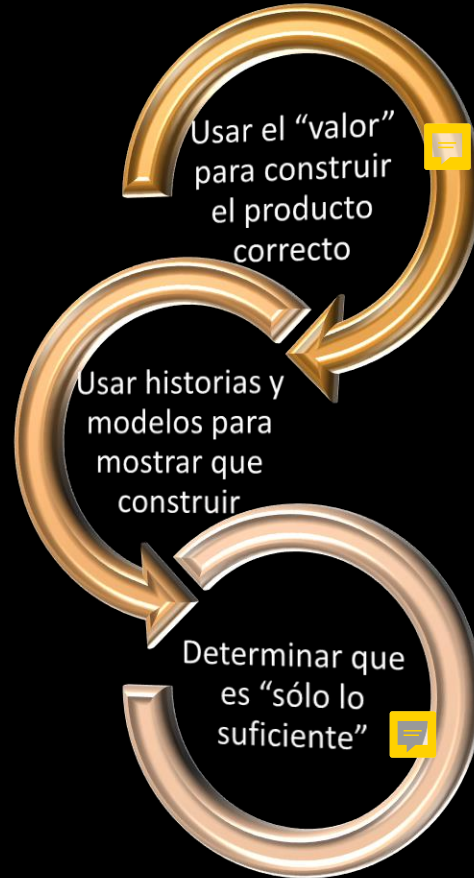 Usar el “valor”
para construir
el producto
correcto
Usar historias y
modelos para
mostrar que
construir
Determinar que
es “sólo lo
suficiente”